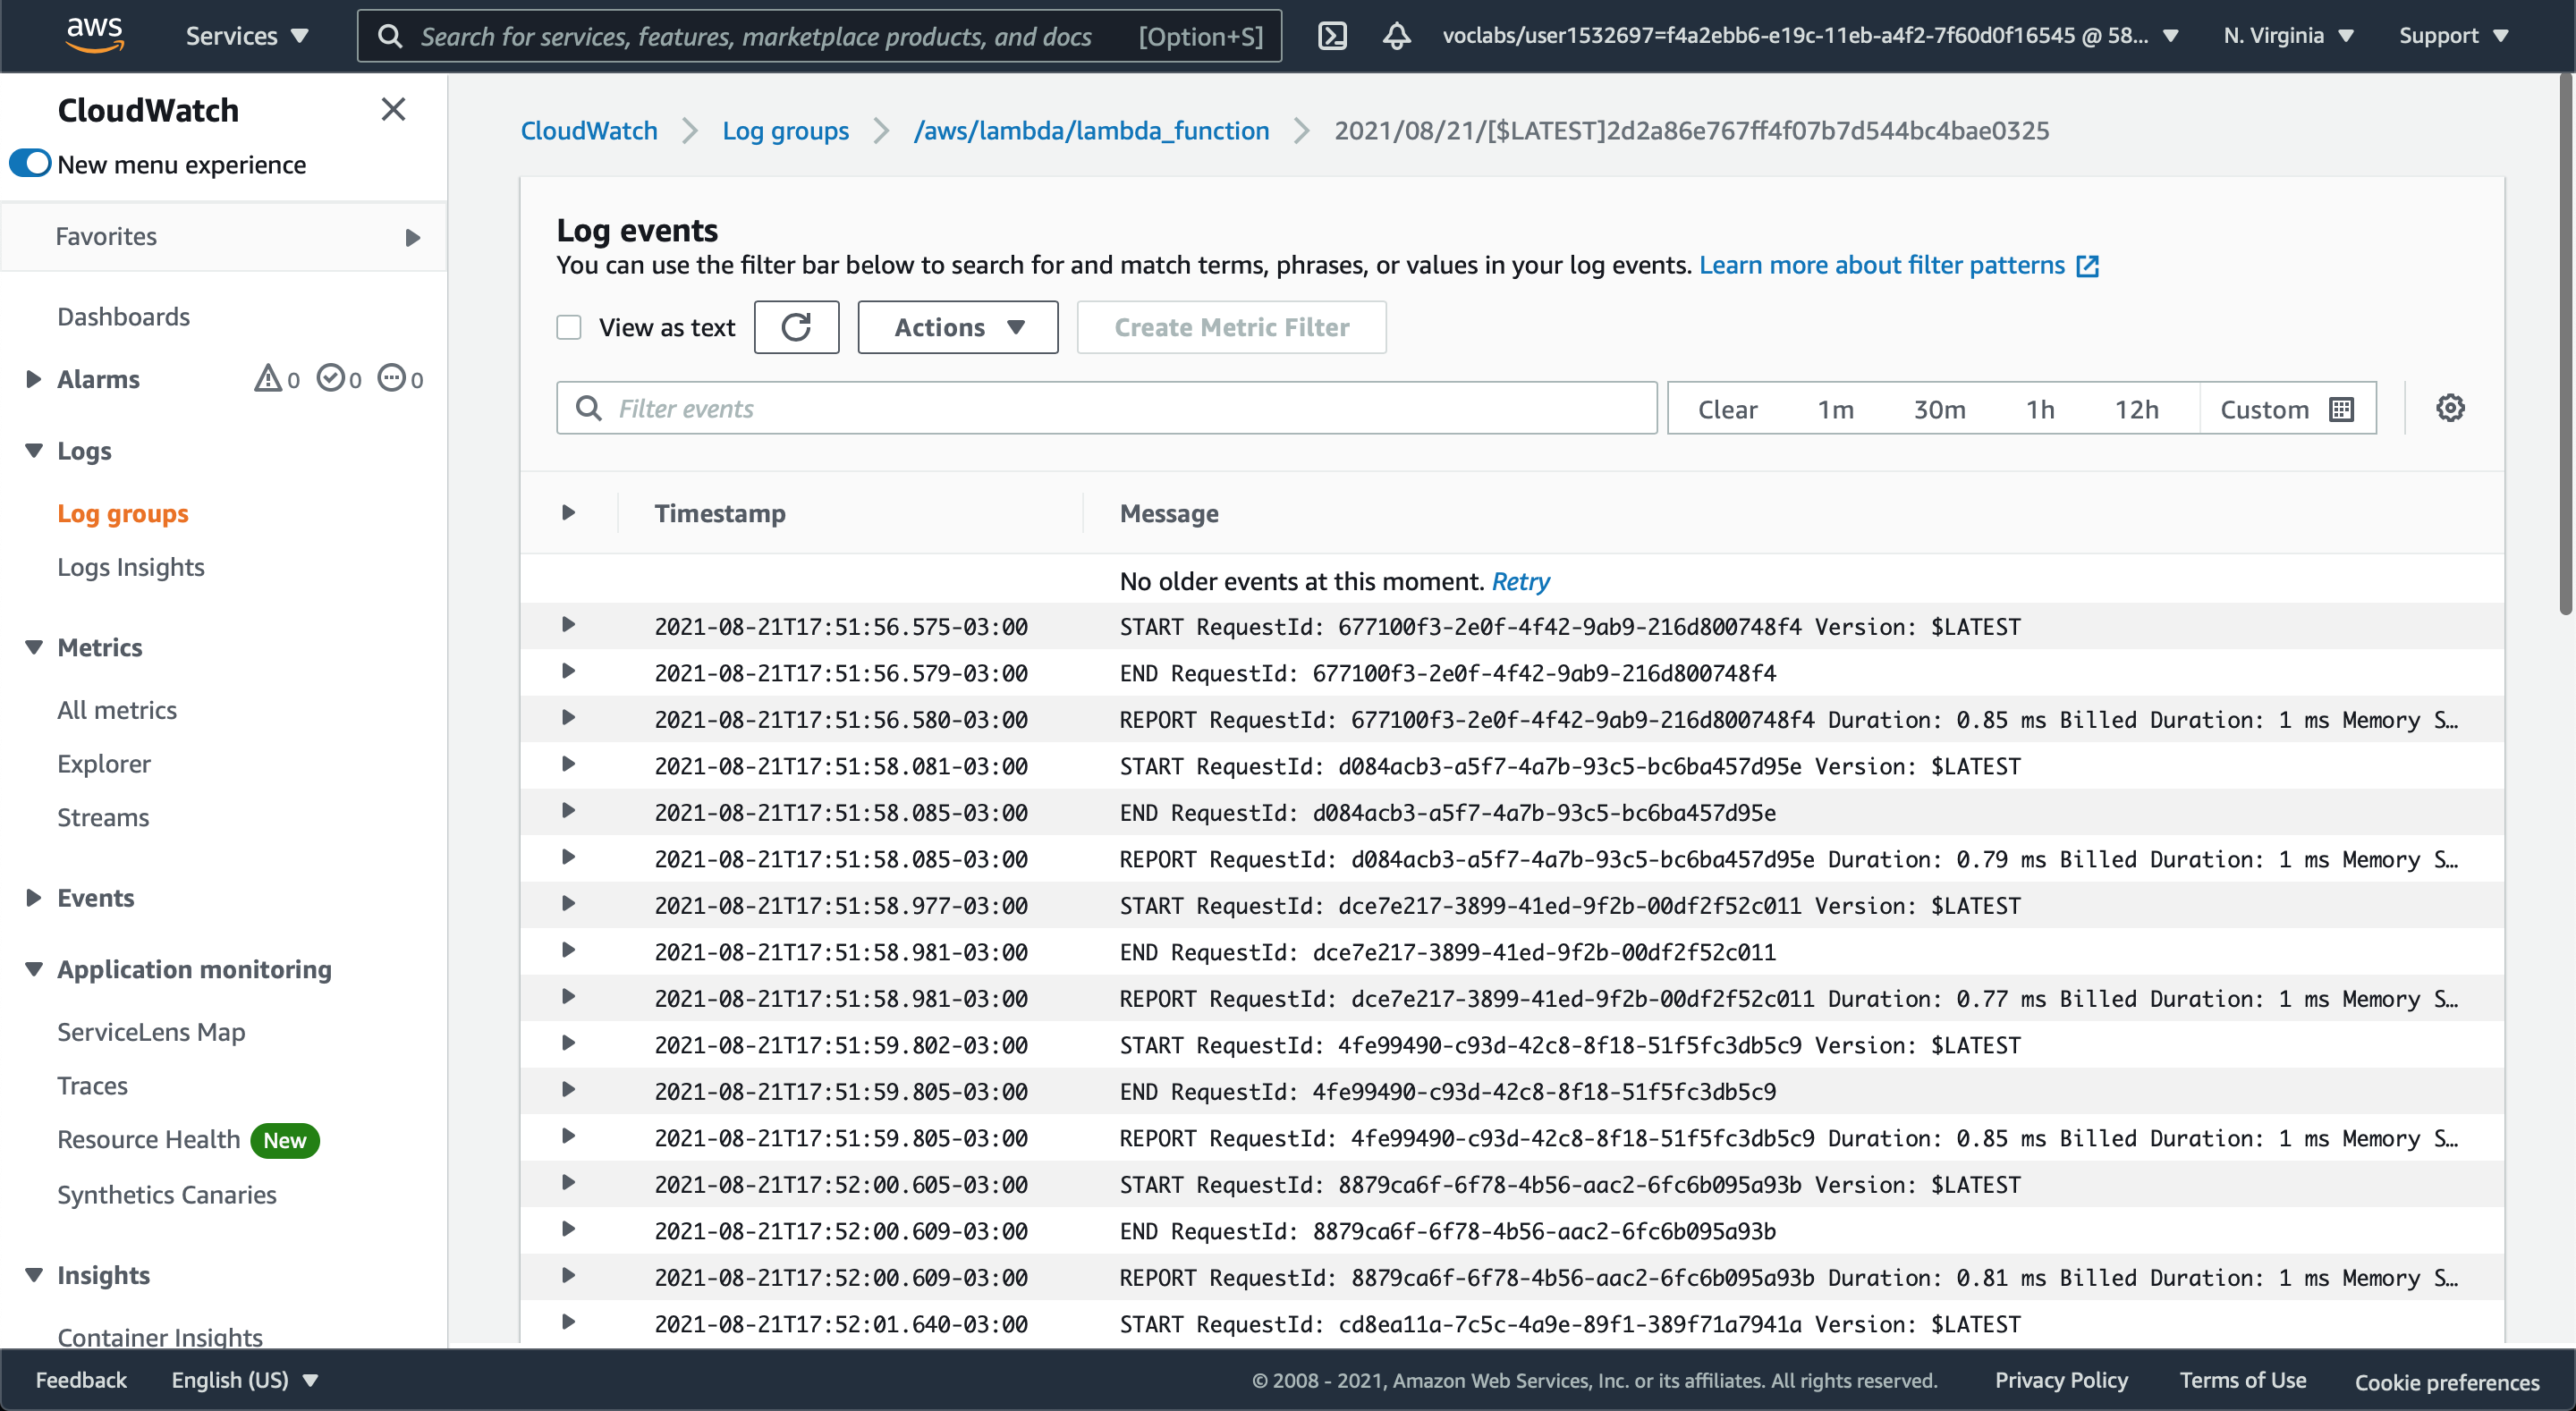 aws
Services
Search for services, features, marketplace products, and docs [Option+S]
voclabs/user1532697=f4a2ebb6-e19c-11eb-a4f2-7f60d0f16545 @ 58...
N. Virginia
Support
CloudWatch
New menu experience
Favorites
Dashboards
Alarms 0 0 0
Logs
Log groups
Logs Insights
Metrics
All metrics
Explorer
Streams
Events
Application monitoring
ServiceLens Map
Traces
Resource Health New
Synthetics Canaries
Insights
Container Insights
CloudWatch
Log groups
/aws/lambda/lambda_function
2021/08/21/[$LATEST]2d2a86e767ff4f07b7d544bc4bae0325
Log events
You can use the filter bar below to search for and match terms, phrases, or values in your log events. Learn more about filter patterns
View as text
Actions
Create Metric Filter
Filter events
Clear 1m 30m 1h 12h Custom
Timestamp Message
No older events at this moment. Retry
2021-08-21T17:51:56.575-03:00 START RequestId: 677100f3-2e0f-4f42-9ab9-216d800748f4 Version: $LATEST
2021-08-21T17:51:56.579-03:00 END RequestId: 677100f3-2e0f-4f42-9ab9-216d800748f4
2021-08-21T17:51:56.580-03:00 REPORT RequestId: 677100f3-2e0f-4f42-9ab9-216d800748f4 Duration: 0.85 ms Billed Duration: 1 ms Memory S…
2021-08-21T17:51:58.081-03:00 START RequestId: d084acb3-a5f7-4a7b-93c5-bc6ba457d95e Version: $LATEST
2021-08-21T17:51:58.085-03:00 END RequestId: d084acb3-a5f7-4a7b-93c5-bc6ba457d95e
2021-08-21T17:51:58.085-03:00 REPORT RequestId: d084acb3-a5f7-4a7b-93c5-bc6ba457d95e Duration: 0.79 ms Billed Duration: 1 ms Memory S…
2021-08-21T17:51:58.977-03:00 START RequestId: dce7e217-3899-41ed-9f2b-00df2f52c011 Version: $LATEST
2021-08-21T17:51:58.981-03:00 END RequestId: dce7e217-3899-41ed-9f2b-00df2f52c011
2021-08-21T17:51:58.981-03:00 REPORT RequestId: dce7e217-3899-41ed-9f2b-00df2f52c011 Duration: 0.77 ms Billed Duration: 1 ms Memory S…
2021-08-21T17:51:59.802-03:00 START RequestId: 4fe99490-c93d-42c8-8f18-51f5fc3db5c9 Version: $LATEST
2021-08-21T17:51:59.805-03:00 END RequestId: 4fe99490-c93d-42c8-8f18-51f5fc3db5c9
2021-08-21T17:51:59.805-03:00 REPORT RequestId: 4fe99490-c93d-42c8-8f18-51f5fc3db5c9 Duration: 0.85 ms Billed Duration: 1 ms Memory S…
2021-08-21T17:52:00.605-03:00 START RequestId: 8879ca6f-6f78-4b56-aac2-6fc6b095a93b Version: $LATEST
2021-08-21T17:52:00.609-03:00 END RequestId: 8879ca6f-6f78-4b56-aac2-6fc6b095a93b
2021-08-21T17:52:00.609-03:00 REPORT RequestId: 8879ca6f-6f78-4b56-aac2-6fc6b095a93b Duration: 0.81 ms Billed Duration: 1 ms Memory S…
2021-08-21T17:52:01.640-03:00 START RequestId: cd8ea11a-7c5c-4a9e-89f1-389f71a7941a Version: $LATEST
Feedback
English (US)
© 2008 - 2021, Amazon Web Services, Inc. or its affiliates. All rights reserved.
Privacy Policy
Terms of Use
Cookie preferences